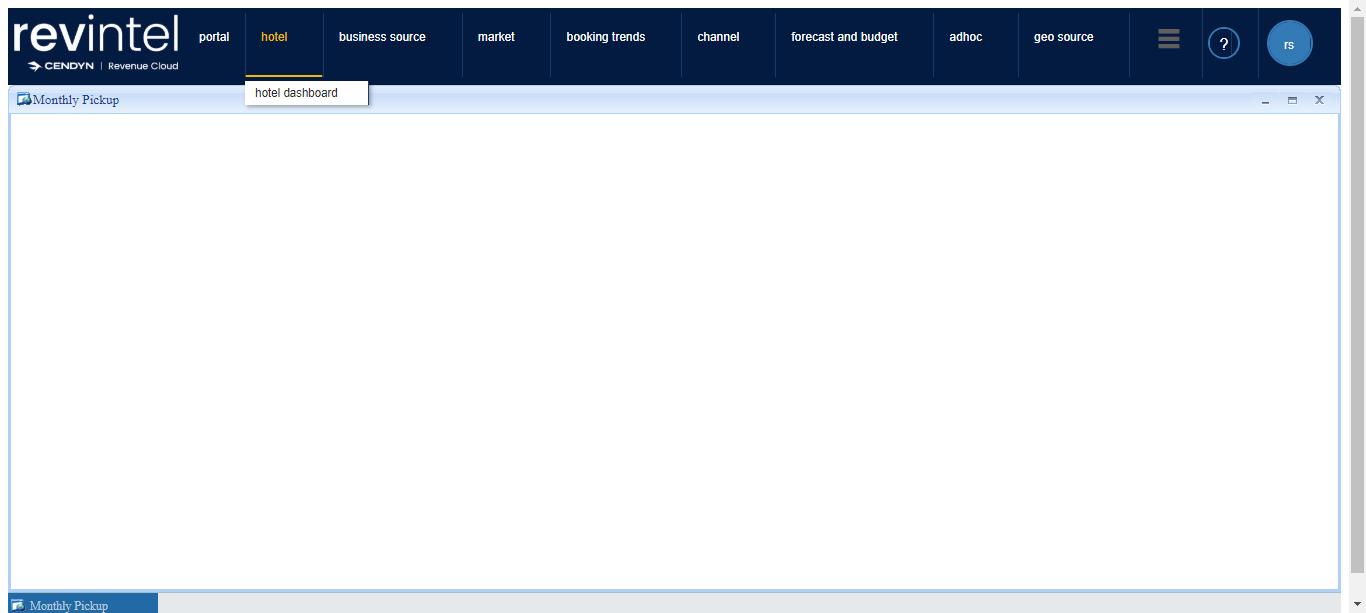 revintel
CENDYN | Revenue Cloud
portal
hotel
business source
market
booking trends
channel
forecast and budget
adhoc
geo source
?
rs
hotel dashboard
Monthly Pickup
Monthly Pickup